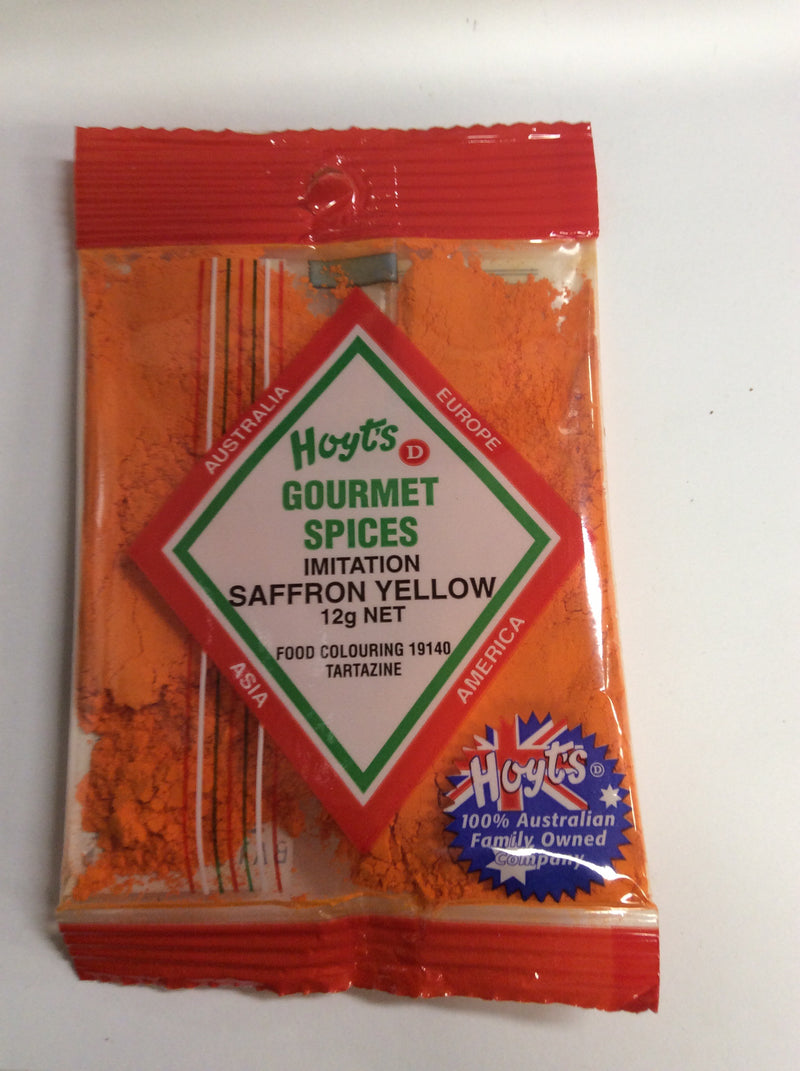 AUSTRALIA
EUROPE
Hoyt's D
GOURMET
SPICES
IMITATION
SAFFRON YELLOW
12g NET
FOOD COLOURING 19140
TARTAZINE
ASIA
AMERICA
Hoyt's D
100% Australian
Family Owned
Company